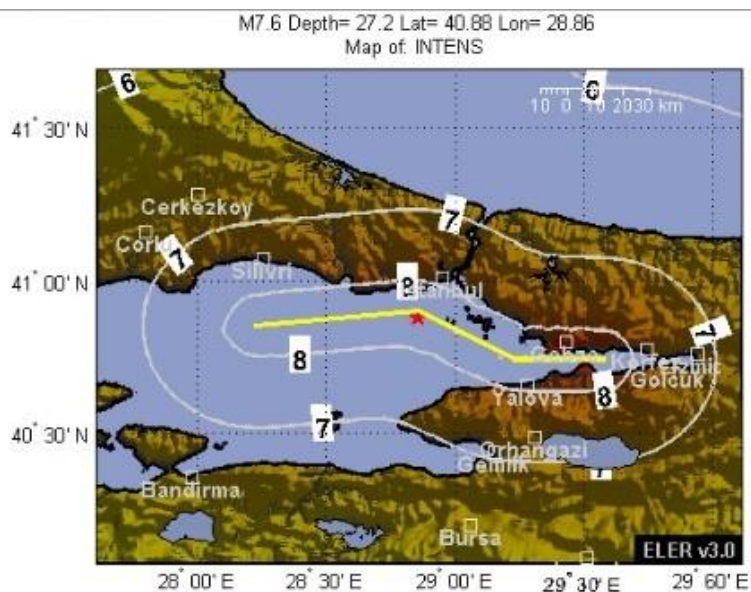 M7.6 Depth= 27.2 Lat= 40.88 Lon= 28.86
Map of: INTENS
6
6
10 0 10 2030 km
41° 30' N
Cerkezkoy
7
Corlu
7
Silivri
41° 00' N
8
Istanbul
7
8
Gebze
Korfez
Izmit
Golcuk
Yalova
8
7
40° 30' N
Orhangazi
Gemlik
7
Bandirma
Bursa
ELER v3.0
28° 00' E
28° 30' E
29° 00' E
29° 30' E
29° 60' E